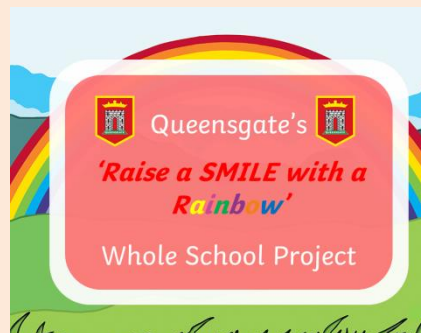 Queensgate's
'Raise a SMILE with a
Rainbow'
Whole School Project